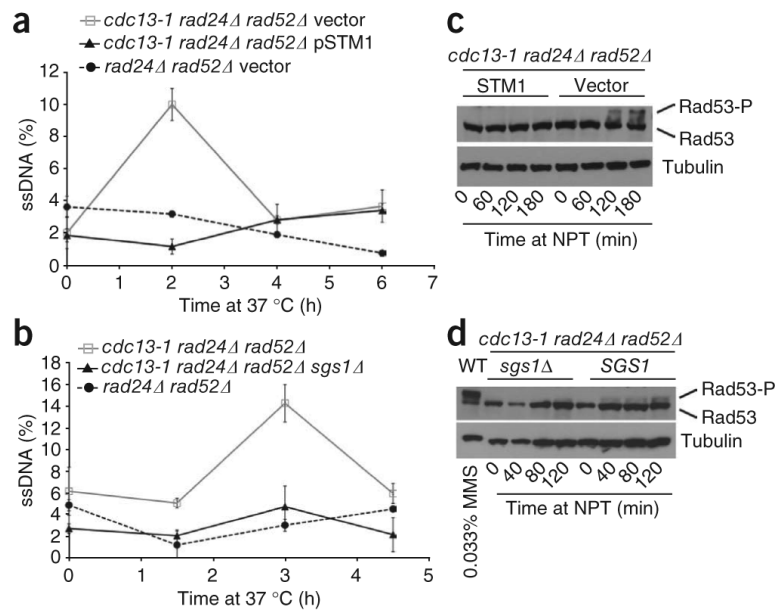 a
cdc13-1 rad24Δ rad52Δ vector
cdc13-1 rad24Δ rad52Δ pSTM1
rad24Δ rad52Δ vector
ssDNA (%)
12
10
8
6
4
2
0
0 1 2 3 4 5 6 7
Time at 37 °C (h)
b
cdc13-1 rad24Δ rad52Δ
cdc13-1 rad24Δ rad52Δ sgs1Δ
rad24Δ rad52Δ
ssDNA (%)
18
16
14
12
10
8
6
4
2
0
0 1 2 3 4 5
Time at 37 °C (h)
c
cdc13-1 rad24Δ rad52Δ
STM1 Vector
Rad53-P
Rad53
Tubulin
0 60 120 180 0 60 120 180
Time at NPT (min)
d
cdc13-1 rad24Δ rad52Δ
WT sgs1Δ SGS1
Rad53-P
Rad53
Tubulin
0.033% MMS
0 40 80 120 0 40 80 120
Time at NPT (min)